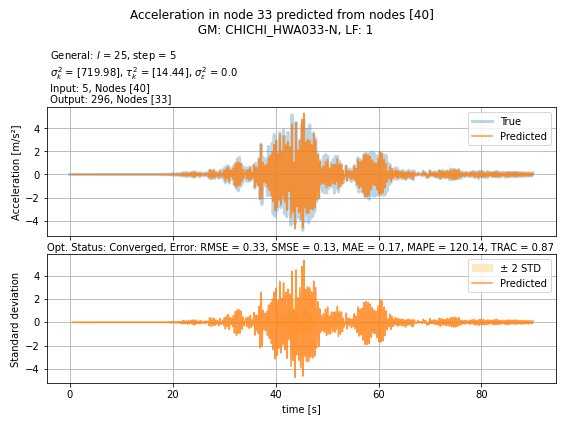 Acceleration in node 33 predicted from nodes [40]
GM: CHICHI_HWA033-N, LF: 1
General: l = 25, step = 5
σ²ₖ = [719.98], τ²ₖ = [14.44], σ²ε = 0.0
Input: 5, Nodes [40]
Output: 296, Nodes [33]
Acceleration [m/s²]
4
2
0
−2
−4
True
Predicted
Opt. Status: Converged, Error: RMSE = 0.33, SMSE = 0.13, MAE = 0.17, MAPE = 120.14, TRAC = 0.87
Standard deviation
4
2
0
−2
−4
± 2 STD
Predicted
0 20 40 60 80
time [s]